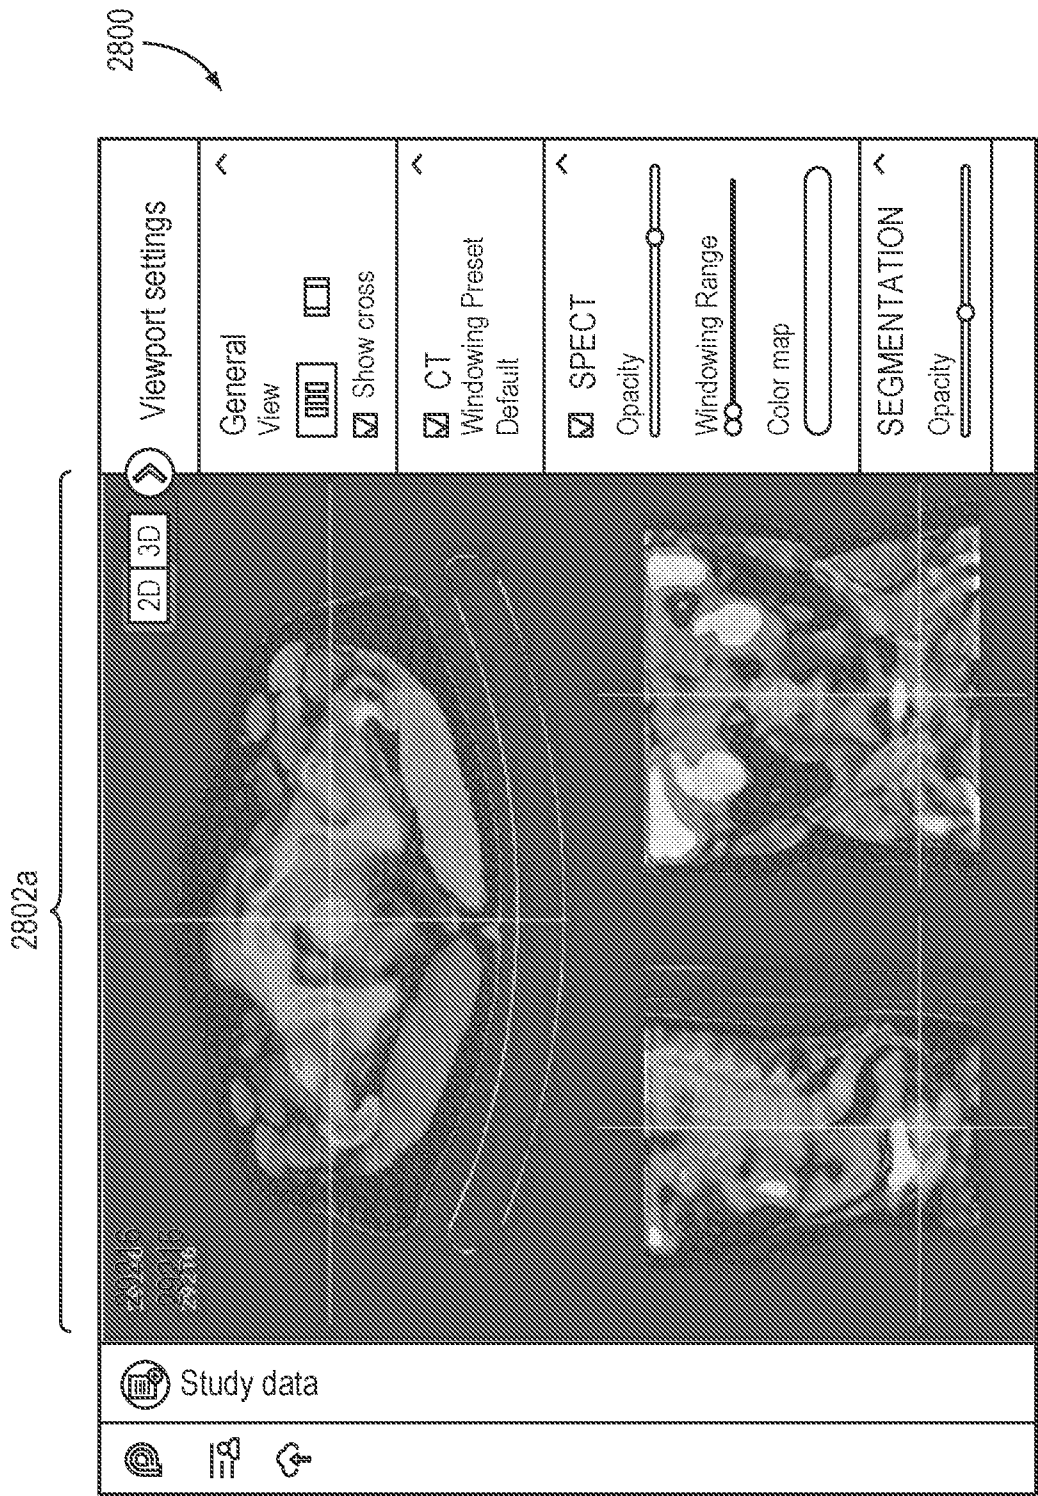 2800
2802a
Study data
2D 3D
Viewport settings
General
View
Show cross
CT
Windowing Preset
Default
SPECT
Opacity
Windowing Range
Color map
SEGMENTATION
Opacity